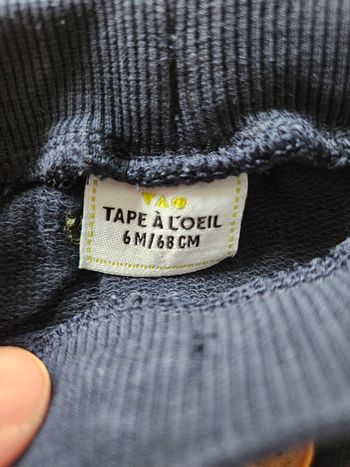 TAO
TAPE À L'OEIL
6M/68CM